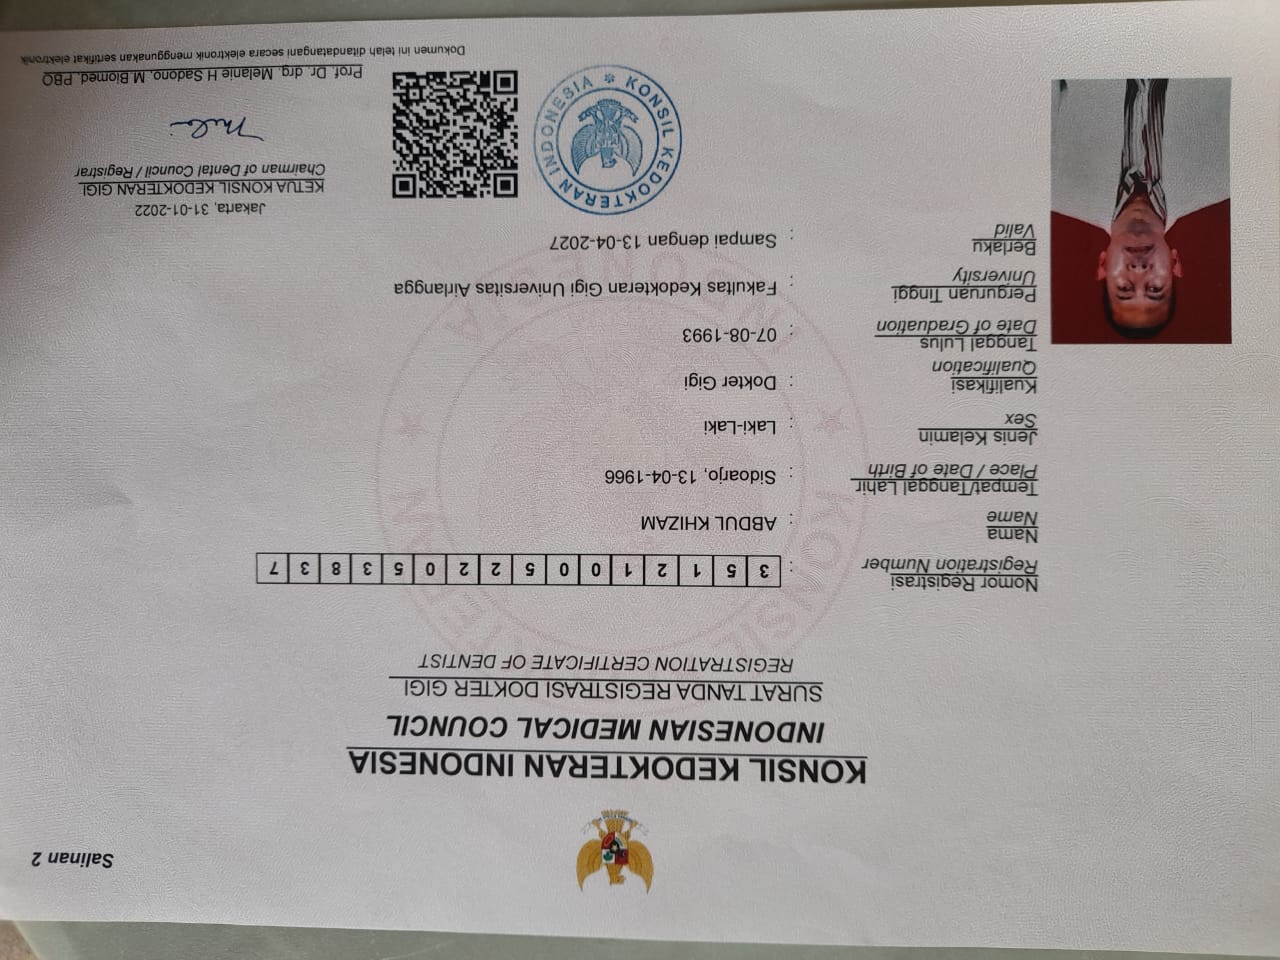 Salinan 2
KONSIL KEDOKTERAN INDONESIA
INDONESIAN MEDICAL COUNCIL
SURAT TANDA REGISTRASI DOKTER GIGI
REGISTRATION CERTIFICATE OF DENTIST
Nomor Registrasi
Registration Number : 3 5 1 2 1 0 0 5 2 2 0 5 3 8 3 7
Nama
Name : ABDUL KHIZAM
Tempat/Tanggal Lahir
Place / Date of Birth : Sidoarjo, 13-04-1966
Jenis Kelamin
Sex : Laki-Laki
Kualifikasi
Qualification : Dokter Gigi
Tanggal Lulus
Date of Graduation : 07-08-1993
Perguruan Tinggi
University : Fakultas Kedokteran Gigi Universitas Airlangga
Berlaku
Valid : Sampai dengan 13-04-2027
KONSIL KEDOKTERAN INDONESIA
Jakarta, 31-01-2022
KETUA KONSIL KEDOKTERAN GIGI
Chairman of Dental Council / Registrar
Prof. Dr. drg. Melanie H Sadono, M.Biomed, PBO
Dokumen ini telah ditandatangani secara elektronik menggunakan sertifikat elektronik
KONSIL KEDOKTERAN INDONESIA